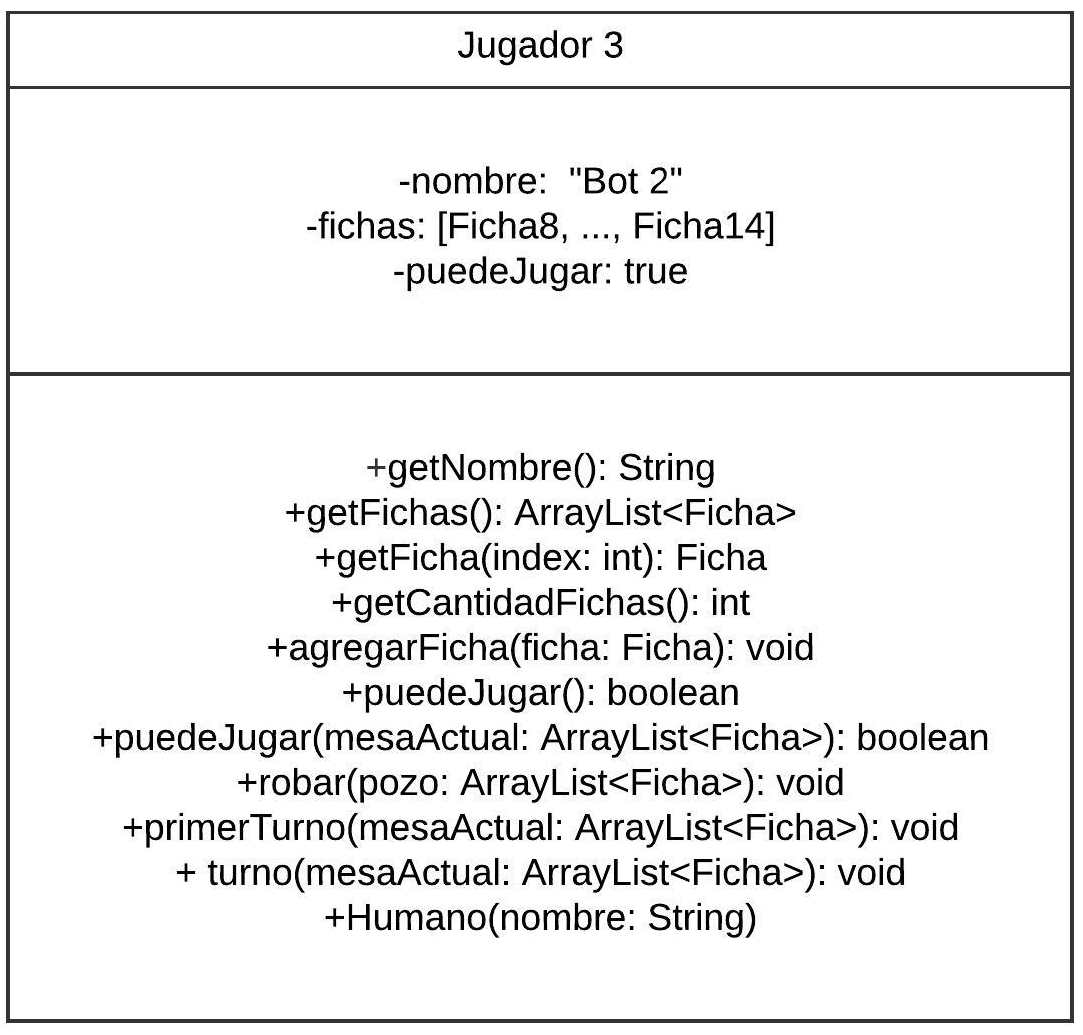 Jugador 3
-nombre:  "Bot 2"
-fichas: [Ficha8, ..., Ficha14]
-puedeJugar: true
+getNombre(): String
+getFichas(): ArrayList<Ficha>
+getFicha(index: int): Ficha
+getCantidadFichas(): int
+agregarFicha(ficha: Ficha): void
+puedeJugar(): boolean
+puedeJugar(mesaActual: ArrayList<Ficha>): boolean
+robar(pozo: ArrayList<Ficha>): void
+primerTurno(mesaActual: ArrayList<Ficha>): void
+ turno(mesaActual: ArrayList<Ficha>): void
+Humano(nombre: String)